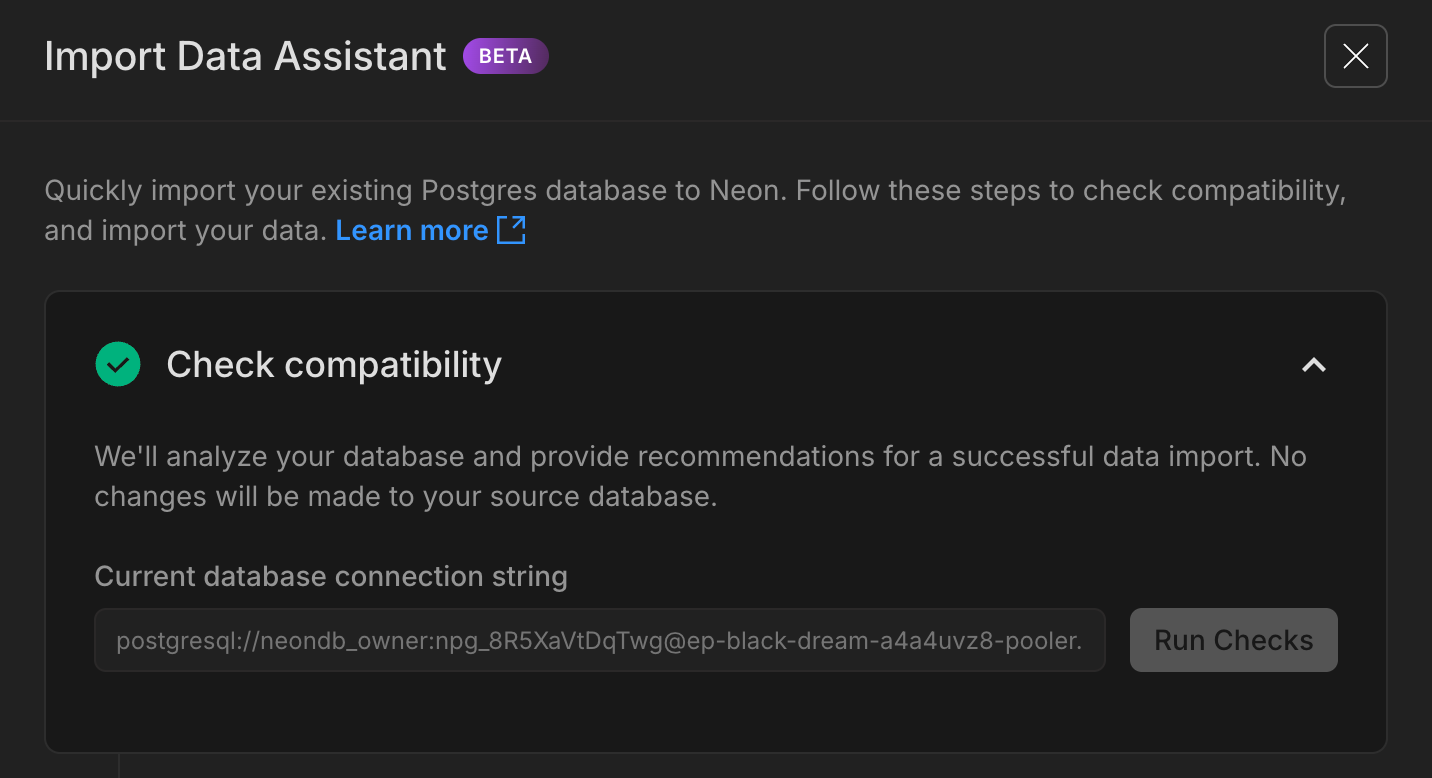 Import Data Assistant BETA
Quickly import your existing Postgres database to Neon. Follow these steps to check compatibility,
and import your data. Learn more
Check compatibility
We'll analyze your database and provide recommendations for a successful data import. No
changes will be made to your source database.
Current database connection string
postgresql://neondb_owner:npg_8R5XaVtDqTwg@ep-black-dream-a4a4uvz8-pooler.
Run Checks